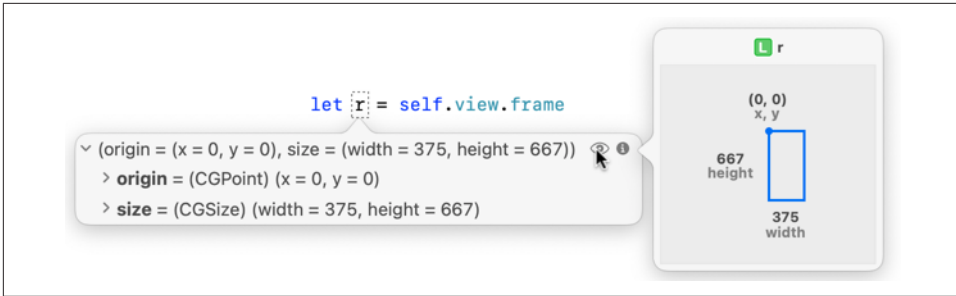 let r = self.view.frame
(origin = (x = 0, y = 0), size = (width = 375, height = 667))
origin = (CGPoint) (x = 0, y = 0)
size = (CGSize) (width = 375, height = 667)
L r
(0, 0)
x, y
667
height
375
width